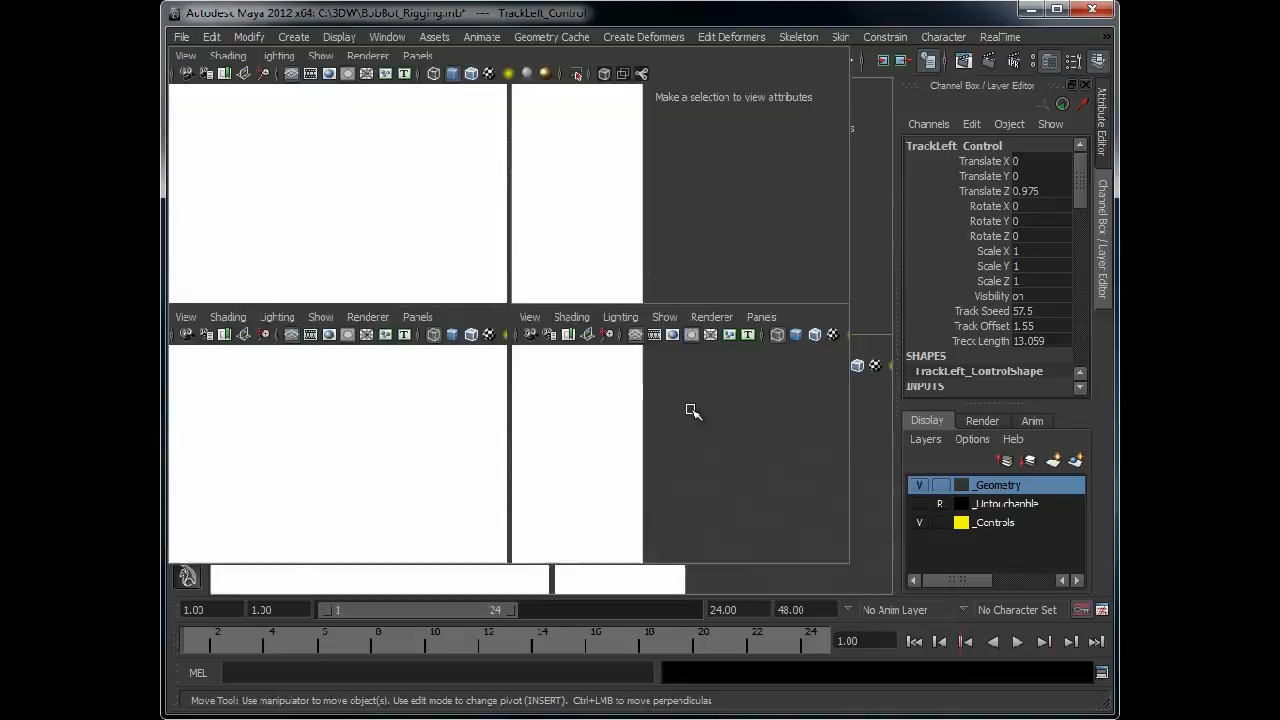 Autodesk Maya 2012 x64: C:\3DW\BobBot_Rigging.mb* --- TrackLeft_Control
File Edit Modify Create Display Window Assets Animate Geometry Cache Create Deformers Edit Deformers Skeleton Skin Constrain Character RealTime »
View Shading Lighting Show Renderer Panels
Make a selection to view attributes
Channel Box / Layer Editor
Channels Edit Object Show
TrackLeft_Control
Translate X 0
Translate Y 0
Translate Z 0.975
Rotate X 0
Rotate Y 0
Rotate Z 0
Scale X 1
Scale Y 1
Scale Z 1
Visibility on
Track Speed 57.5
Track Offset 1.55
Treck Length 13.059
SHAPES
TrackLeft_ControlShape
INPUTS
Attribute Editor
Channel Box / Layer Editor
View Shading Lighting Show Renderer Panels
View Shading Lighting Show Renderer Panels
Display Render Anim
Layers Options Help
V _Geometry
R _Untouchable
V _Controls
1.00 1.00 1 24 24.00 48.00 No Anim Layer No Character Set
2 4 6 8 10 12 14 16 18 20 22 24 1.00
MEL
Move Tool: Use manipulator to move object(s). Use edit mode to change pivot (INSERT). Ctrl+LMB to move perpendicular.